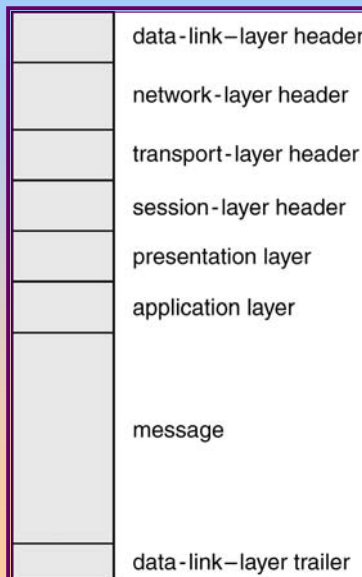 data-link–layer header
network-layer header
transport-layer header
session-layer header
presentation layer
application layer
message
data-link–layer trailer